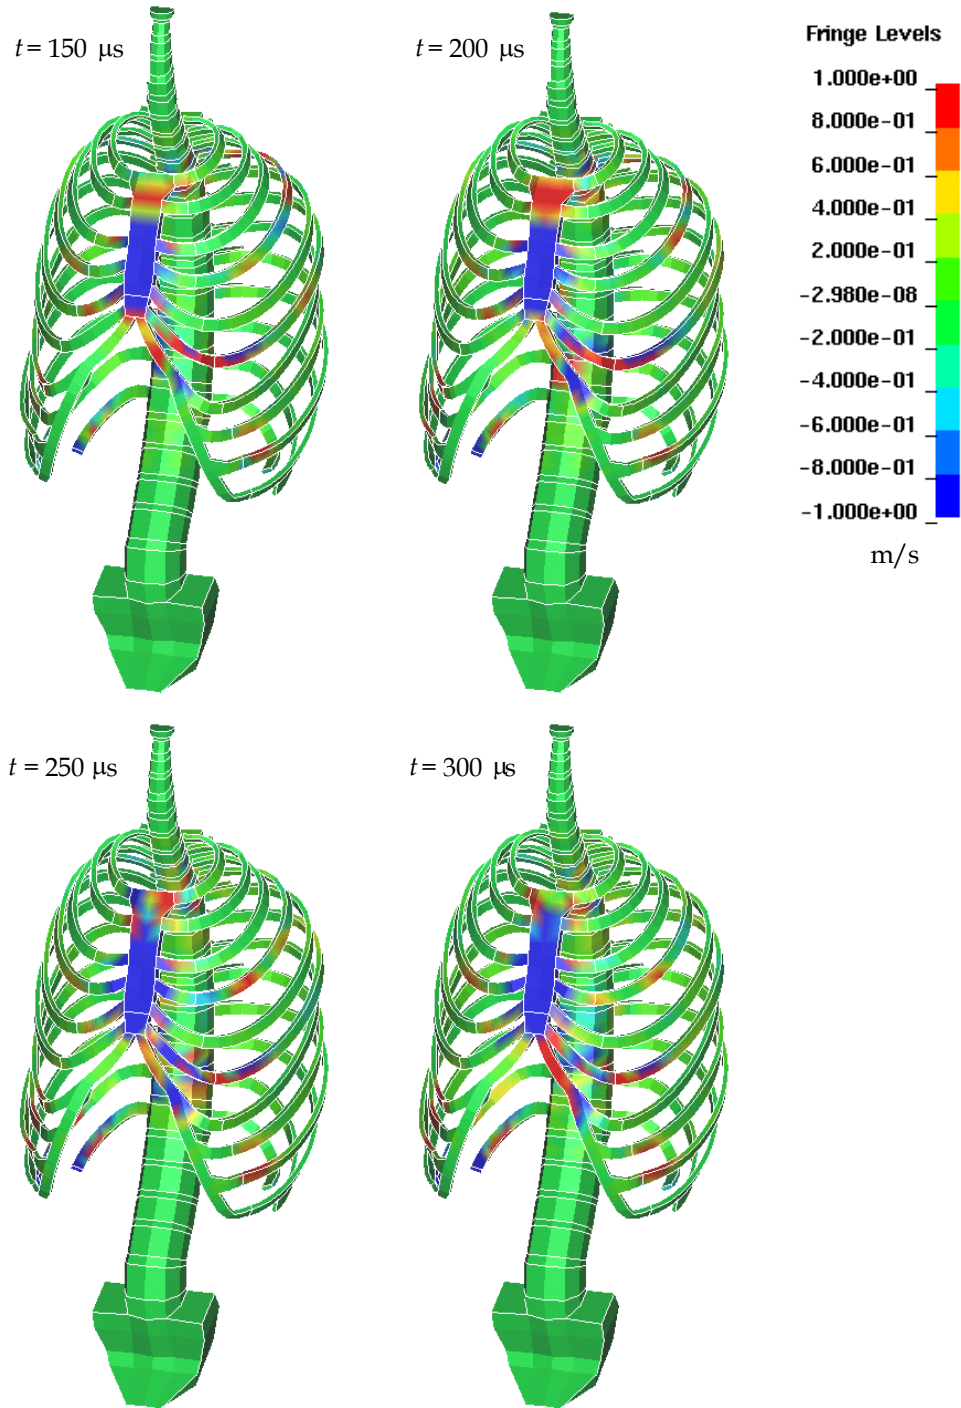 t = 150 µs
t = 200 µs
Fringe Levels
1.000e+00
8.000e-01
6.000e-01
4.000e-01
2.000e-01
-2.980e-08
-2.000e-01
-4.000e-01
-6.000e-01
-8.000e-01
-1.000e+00
m/s
t = 250 µs
t = 300 µs